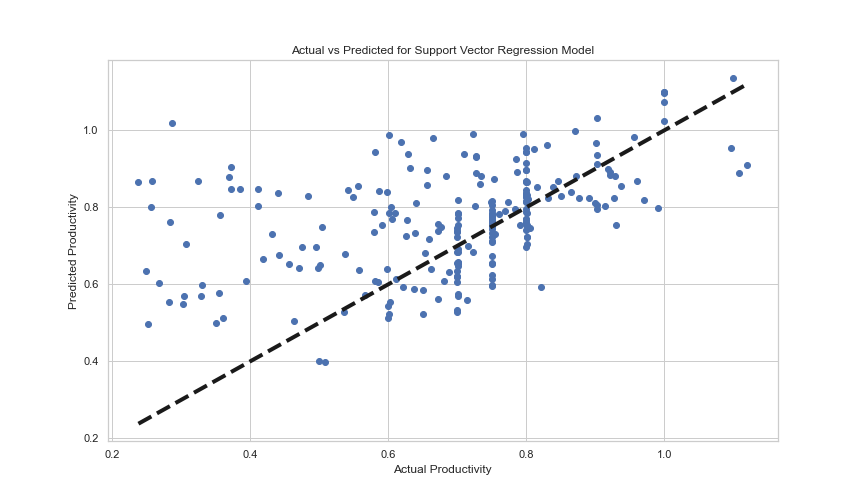 Actual vs Predicted for Support Vector Regression Model
Predicted Productivity
1.0
0.8
0.6
0.4
0.2
0.2 0.4 0.6 0.8 1.0
Actual Productivity